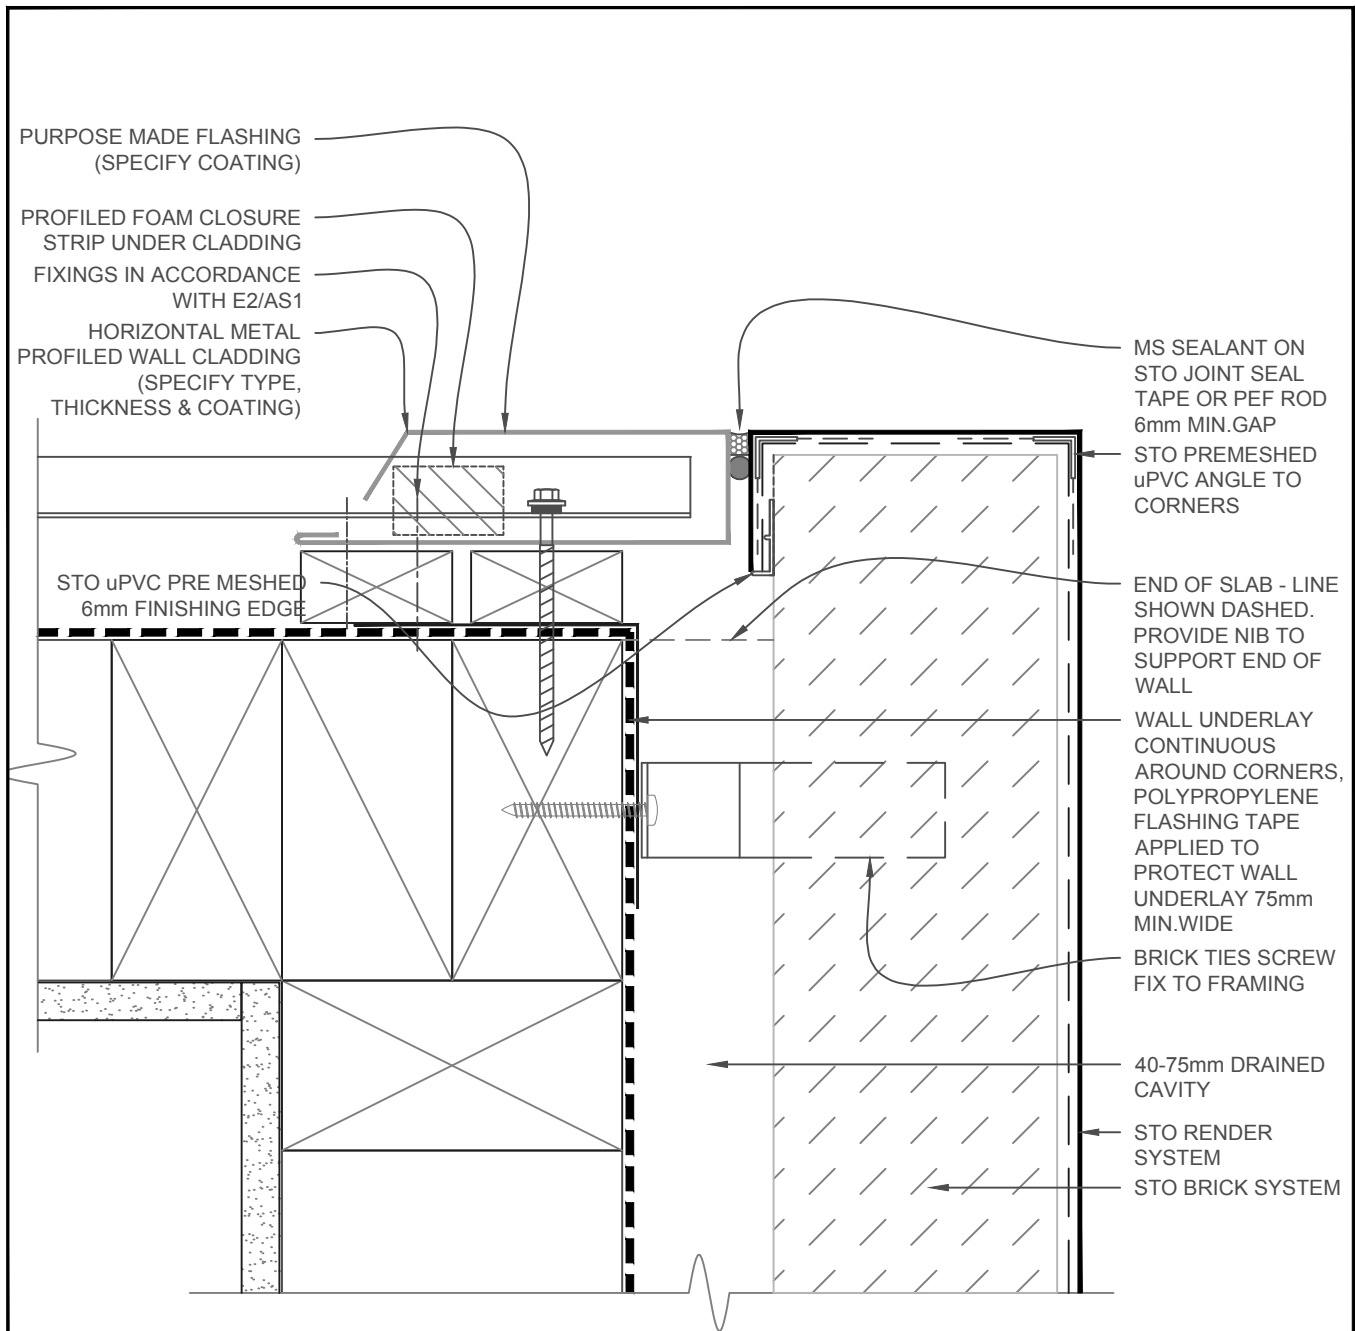 PURPOSE MADE FLASHING
(SPECIFY COATING)
PROFILED FOAM CLOSURE
STRIP UNDER CLADDING
FIXINGS IN ACCORDANCE
WITH E2/AS1
HORIZONTAL METAL
PROFILED WALL CLADDING
(SPECIFY TYPE,
THICKNESS & COATING)
STO uPVC PRE MESHED
6mm FINISHING EDGE
MS SEALANT ON
STO JOINT SEAL
TAPE OR PEF ROD
6mm MIN.GAP
STO PREMESHED
uPVC ANGLE TO
CORNERS
END OF SLAB - LINE
SHOWN DASHED.
PROVIDE NIB TO
SUPPORT END OF
WALL
WALL UNDERLAY
CONTINUOUS
AROUND CORNERS,
POLYPROPYLENE
FLASHING TAPE
APPLIED TO
PROTECT WALL
UNDERLAY 75mm
MIN.WIDE
BRICK TIES SCREW
FIX TO FRAMING
40-75mm DRAINED
CAVITY
STO RENDER
SYSTEM
STO BRICK SYSTEM